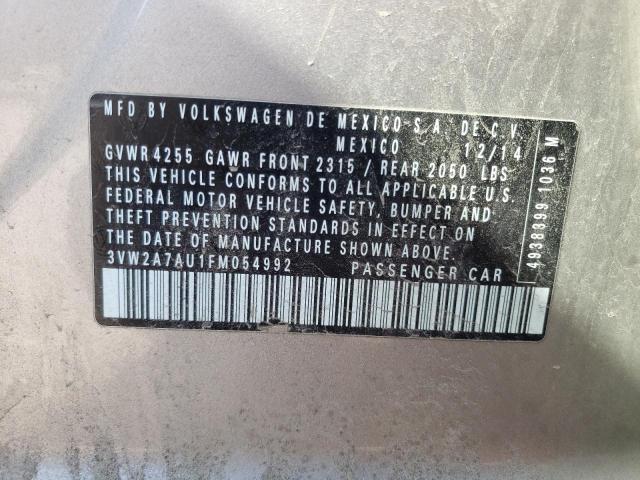 MFD BY VOLKSWAGEN DE MEXICO-S.A. DE C.V.
MEXICO 12/14
GVWR 4255 GAWR FRONT 2315 / REAR 2050 LBS
THIS VEHICLE CONFORMS TO ALL APPLICABLE U.S.
FEDERAL MOTOR VEHICLE SAFETY, BUMPER AND
THEFT PREVENTION STANDARDS IN EFFECT ON
THE DATE OF MANUFACTURE SHOWN ABOVE.
3VW2A7AU1FM054992 PASSENGER CAR
4938399 1036 M